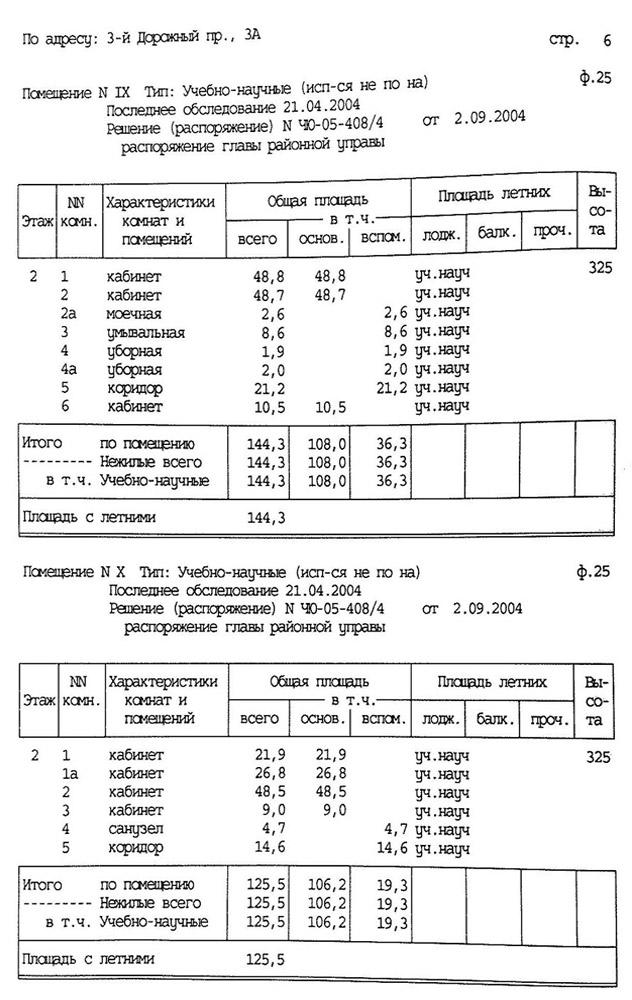 По адресу: 3-й Дорожный пр., 3А стр. 6
ф.25
Помещение N IX Тип: Учебно-научные (исп-ся не по на)
Последнее обследование 21.04.2004
Решение (распоряжение) N ЧЮ-05-408/4 от 2.09.2004
распоряжение главы районной управы
Этаж NN комн. Характеристики комнат и помещений Общая площадь Площадь летних Вы-со-та
в т.ч.
всего основ. вспом. лодж. балк. проч.
2 1 кабинет 48,8 48,8 уч.науч 325
2 кабинет 48,7 48,7 уч.науч
2а моечная 2,6 2,6 уч.науч
3 умывальная 8,6 8,6 уч.науч
4 уборная 1,9 1,9 уч.науч
4а уборная 2,0 2,0 уч.науч
5 коридор 21,2 21,2 уч.науч
6 кабинет 10,5 10,5 уч.науч
Итого по помещению 144,3 108,0 36,3
--------- Нежилые всего 144,3 108,0 36,3
в т.ч. Учебно-научные 144,3 108,0 36,3
Площадь с летними 144,3
Помещение N X Тип: Учебно-научные (исп-ся не по на) ф.25
Последнее обследование 21.04.2004
Решение (распоряжение) N ЧЮ-05-408/4 от 2.09.2004
распоряжение главы районной управы
Этаж NN комн. Характеристики комнат и помещений Общая площадь Площадь летних Вы-со-та
в т.ч.
всего основ. вспом. лодж. балк. проч.
2 1 кабинет 21,9 21,9 уч.науч 325
1а кабинет 26,8 26,8 уч.науч
2 кабинет 48,5 48,5 уч.науч
3 кабинет 9,0 9,0 уч.науч
4 санузел 4,7 4,7 уч.науч
5 коридор 14,6 14,6 уч.науч
Итого по помещению 125,5 106,2 19,3
--------- Нежилые всего 125,5 106,2 19,3
в т.ч. Учебно-научные 125,5 106,2 19,3
Площадь с летними 125,5